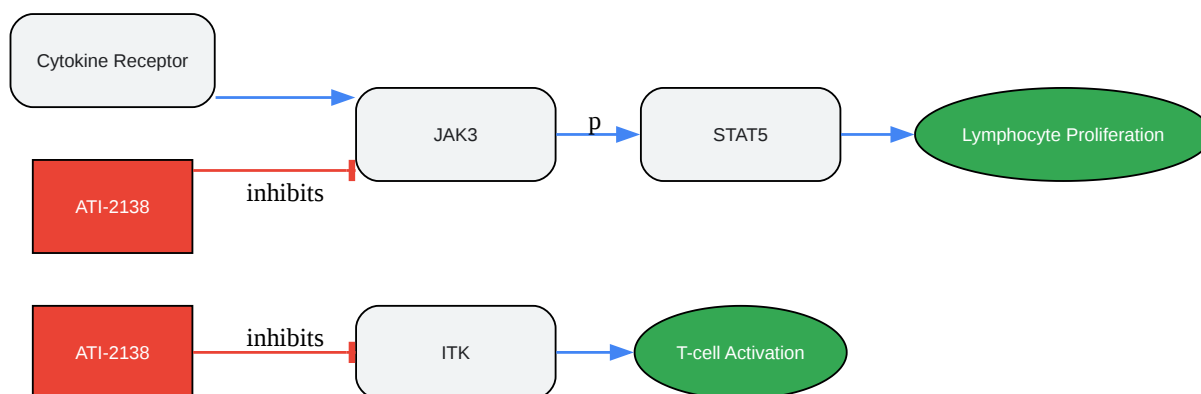 Cytokine Receptor
JAK3
p
STAT5
Lymphocyte Proliferation
ATI-2138
inhibits
ATI-2138
inhibits
ITK
T-cell Activation